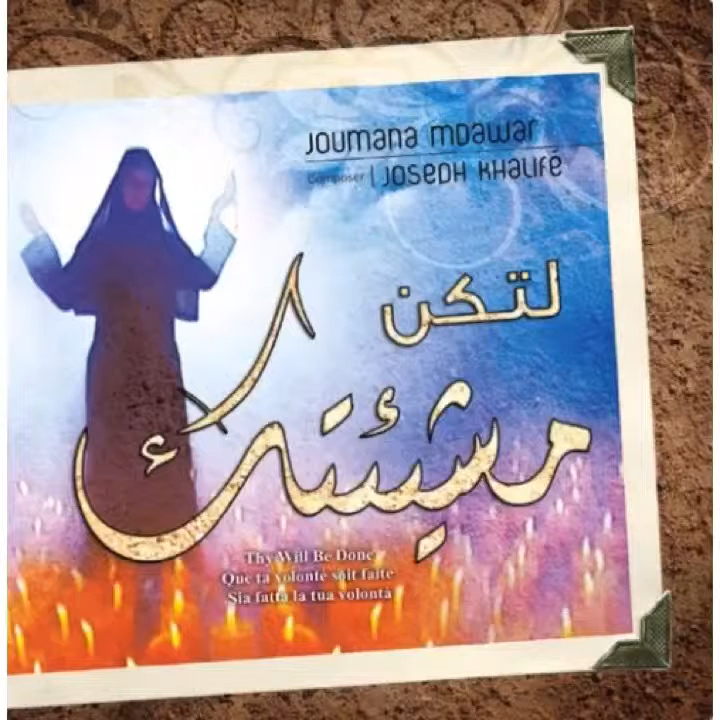 JOUMANA MDAWAR
Composer | JOSEPH KHALIFÉ
لتكن
مشيئتك
Thy Will Be Done
Que ta volonté soit faite
Sia fatta la tua volontà